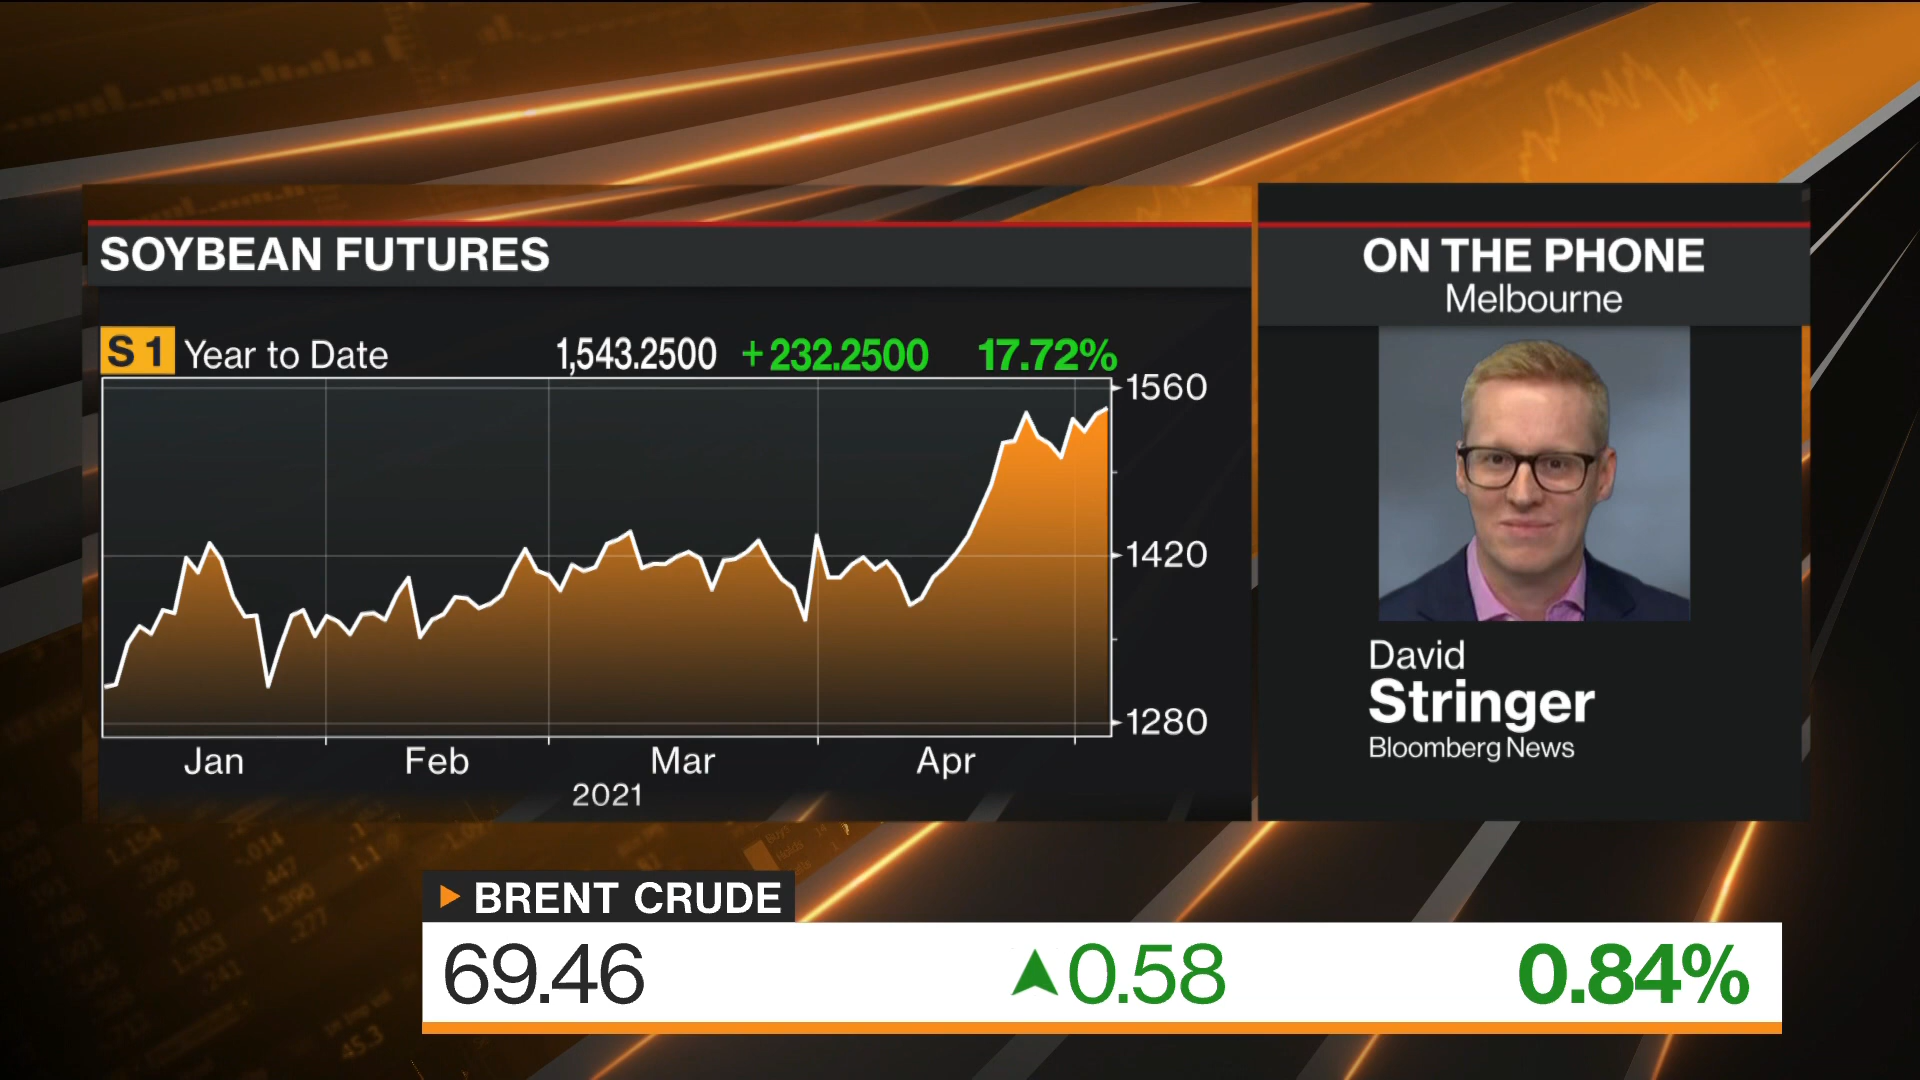 SOYBEAN FUTURES
S 1 Year to Date 1,543.2500 +232.2500 17.72%
1560
1420
1280
Jan Feb Mar Apr
2021
ON THE PHONE
Melbourne
David
Stringer
Bloomberg News
BRENT CRUDE
69.46 ▲0.58 0.84%